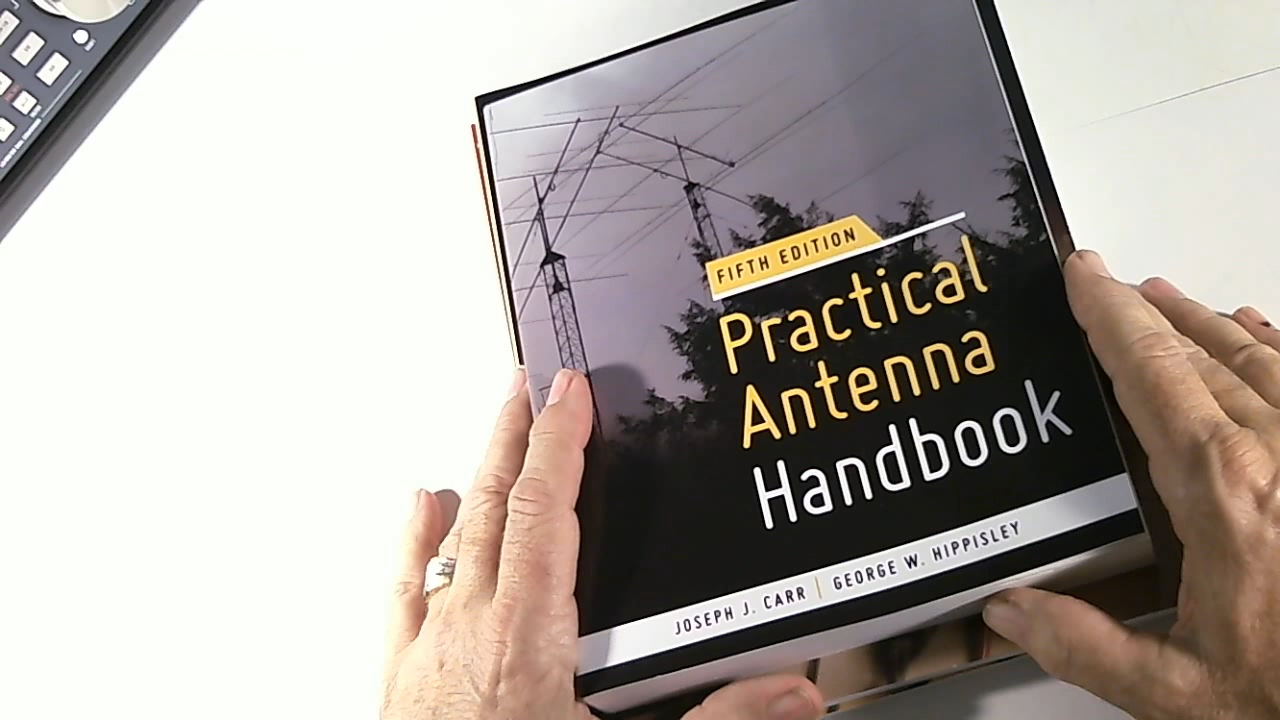 FIFTH EDITION
Practical
Antenna
Handbook
JOSEPH J. CARR | GEORGE W. HIPPISLEY